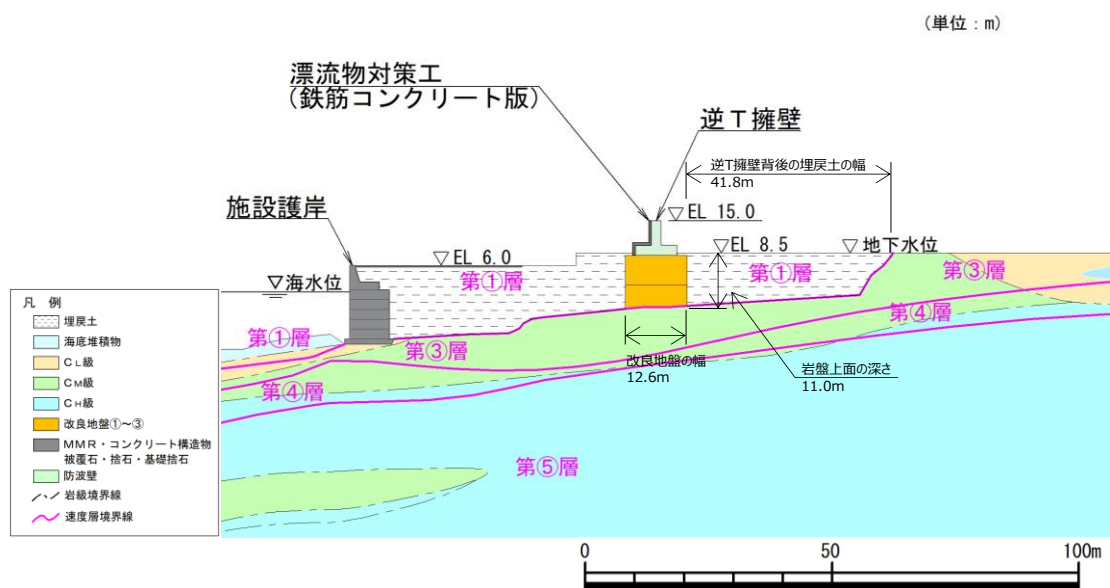 (単位：m)
漂流物対策工
(鉄筋コンクリート版)
逆Ｔ擁壁
逆T擁壁背後の埋戻土の幅
41.8m
施設護岸
▽EL 15.0
▽EL 6.0
▽EL 8.5
▽地下水位
▽海水位
第①層
第①層
第③層
第①層
第③層
第④層
第④層
改良地盤の幅
12.6m
岩盤上面の深さ
11.0m
第⑤層
凡 例
埋戻土
海底堆積物
ＣＬ級
ＣＭ級
ＣＨ級
改良地盤①～③
ＭＭＲ・コンクリート構造物
被覆石・捨石・基礎捨石
防波壁
岩級境界線
速度層境界線
0
50
100m